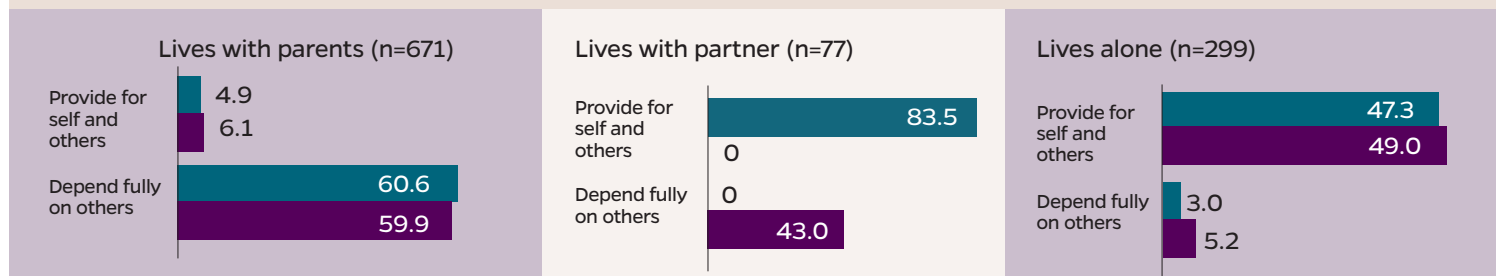 Lives with parents (n=671)
Provide for
self and
others
4.9
6.1
Depend fully
on others
60.6
59.9
Lives with partner (n=77)
Provide for
self and
others
83.5
0
Depend fully
on others
0
43.0
Lives alone (n=299)
Provide for
self and
others
47.3
49.0
Depend fully
on others
3.0
5.2